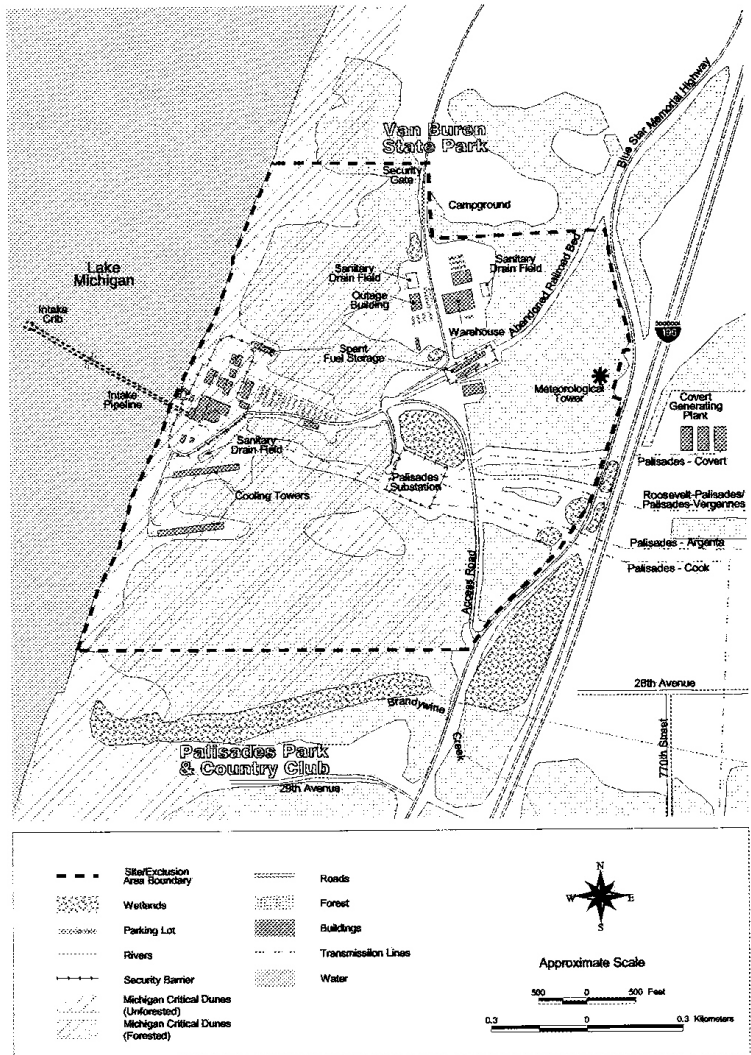 Van Buren
State Park
Blue Star Memorial Highway
Security
Gate
Campground
Lake
Michigan
Sanitary
Drain Field
Sanitary
Drain Field
Abandoned Railroad Bed
Intake
Crib
Outage
Building
Warehouse
196
Spent
Fuel Storage
Meteorological
Tower
Intake
Pipeline
Covert
Generating
Plant
Sanitary
Drain Field
Palisades - Covert
Palisades
Substation
Cooling Towers
Roosevelt-Palisades/
Palisades-Vergennes
Palisades - Argenta
Palisades - Cook
Access Road
28th Avenue
Brandywine
Creek
770th Street
Palisades Park
& Country Club
29th Avenue
Site/Exclusion
Area Boundary
Wetlands
Parking Lot
Rivers
Security Barrier
Michigan Critical Dunes
(Unforested)
Michigan Critical Dunes
(Forested)
Roads
Forest
Buildings
Transmission Lines
Water
N
W E
S
Approximate Scale
500 0 500 Feet
0.3 0 0.3 Kilometers